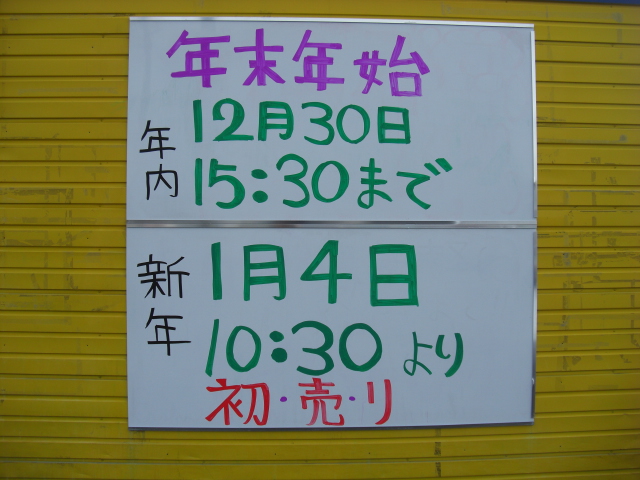 年末年始
年内 12月30日
15:30まで
新年 1月4日
10:30より
初・売・り